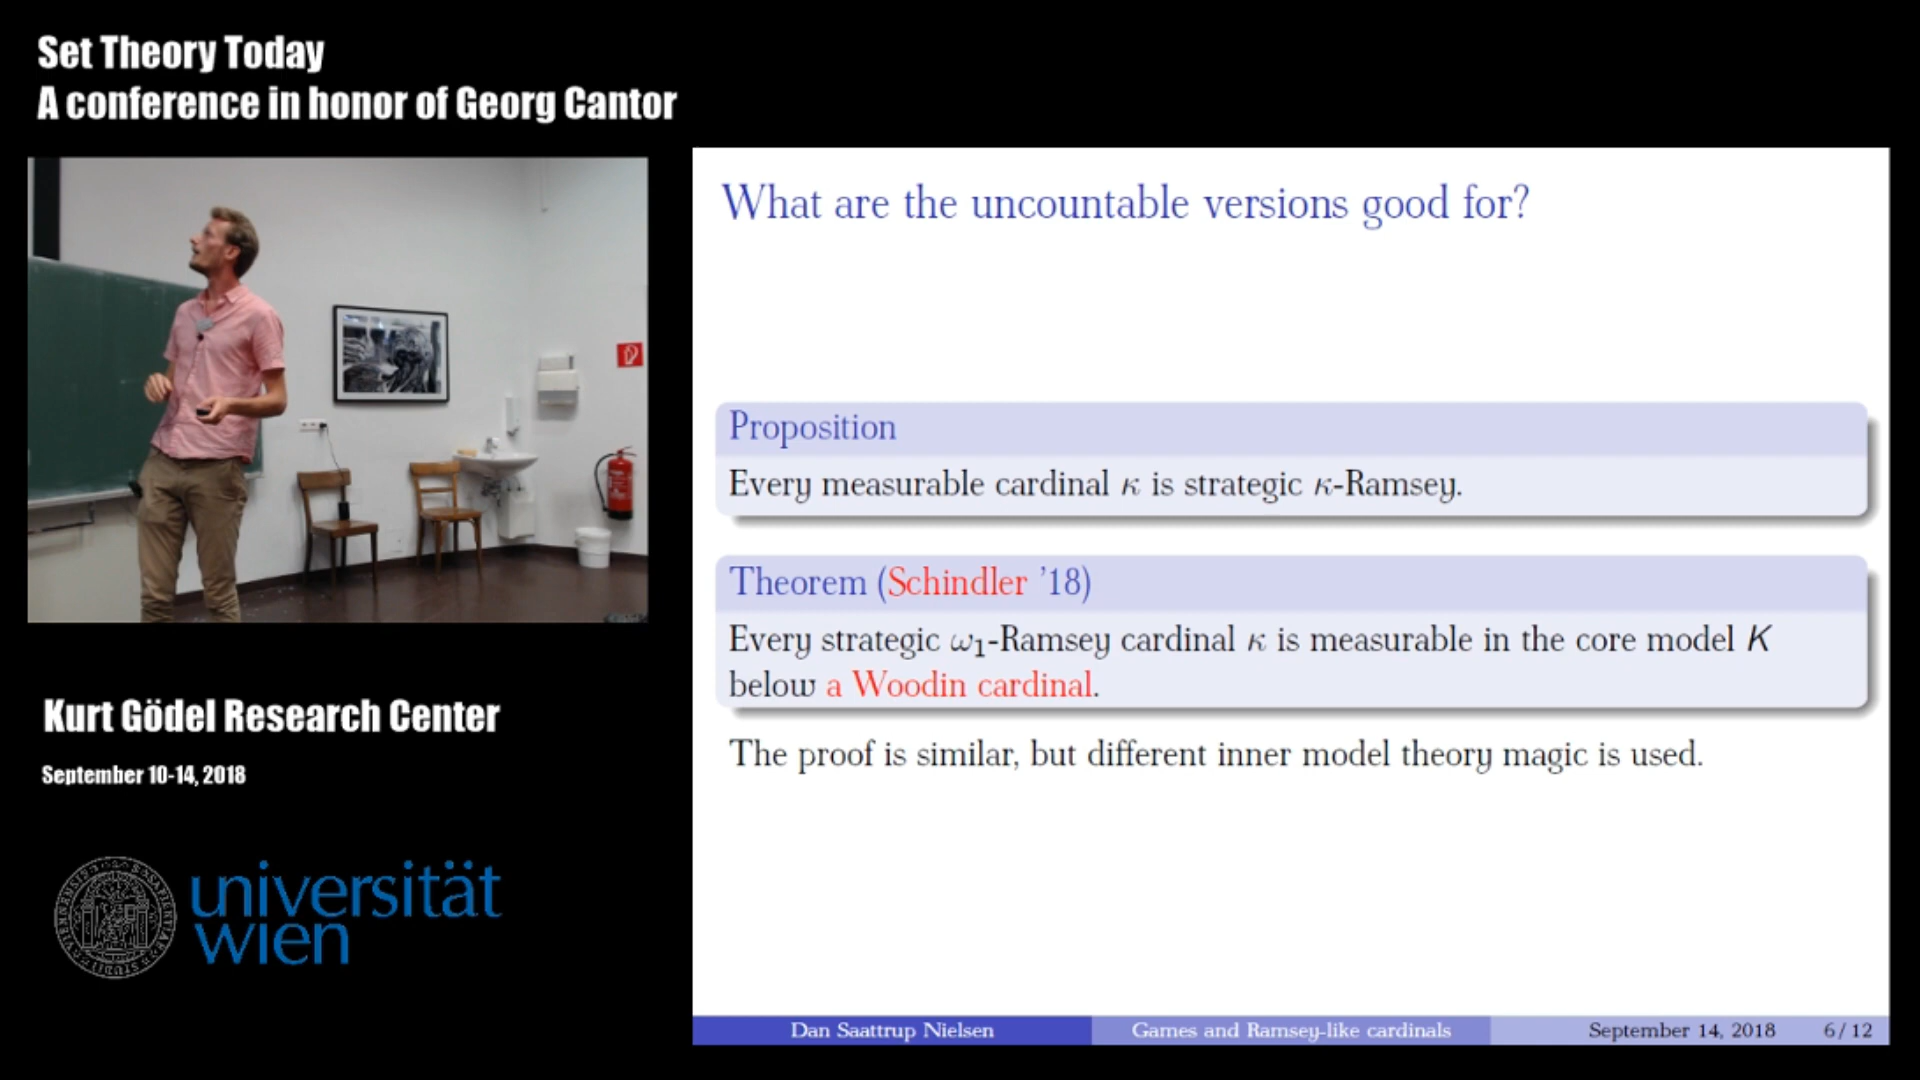 Set Theory Today
A conference in honor of Georg Cantor
What are the uncountable versions good for?
Proposition
Every measurable cardinal κ is strategic κ-Ramsey.
Theorem (Schindler '18)
Every strategic ω₁-Ramsey cardinal κ is measurable in the core model K
below a Woodin cardinal.
The proof is similar, but different inner model theory magic is used.
Kurt Gödel Research Center
September 10-14, 2018
universität
wien
Dan Saattrup Nielsen
Games and Ramsey-like cardinals
September 14, 2018
6 / 12